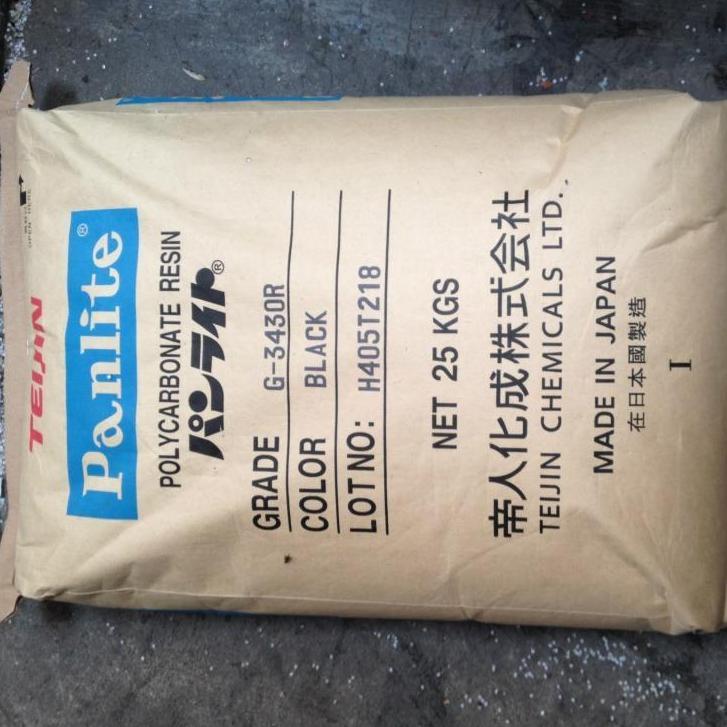 TEIJIN
Panlite®
POLYCARBONATE RESIN
パンライト®
GRADE G-3430R
COLOR BLACK
LOT NO: H405T218
NET 25 KGS
帝人化成株式会社
TEIJIN CHEMICALS LTD.
MADE IN JAPAN
在日本國製造
I